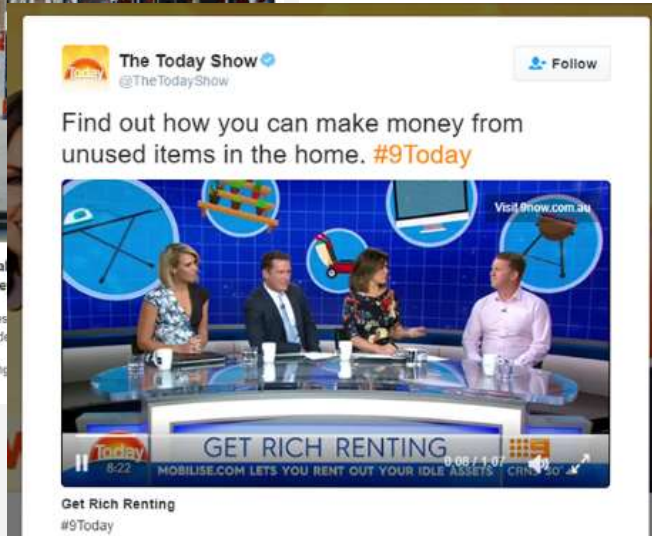 The Today Show
@TheTodayShow
Follow
Find out how you can make money from
unused items in the home. #9Today
Visit 9now.com.au
Today
8:22
GET RICH RENTING
MOBILISE.COM LETS YOU RENT OUT YOUR IDLE ASSETS
0:08 / 1:07
Get Rich Renting
#9Today